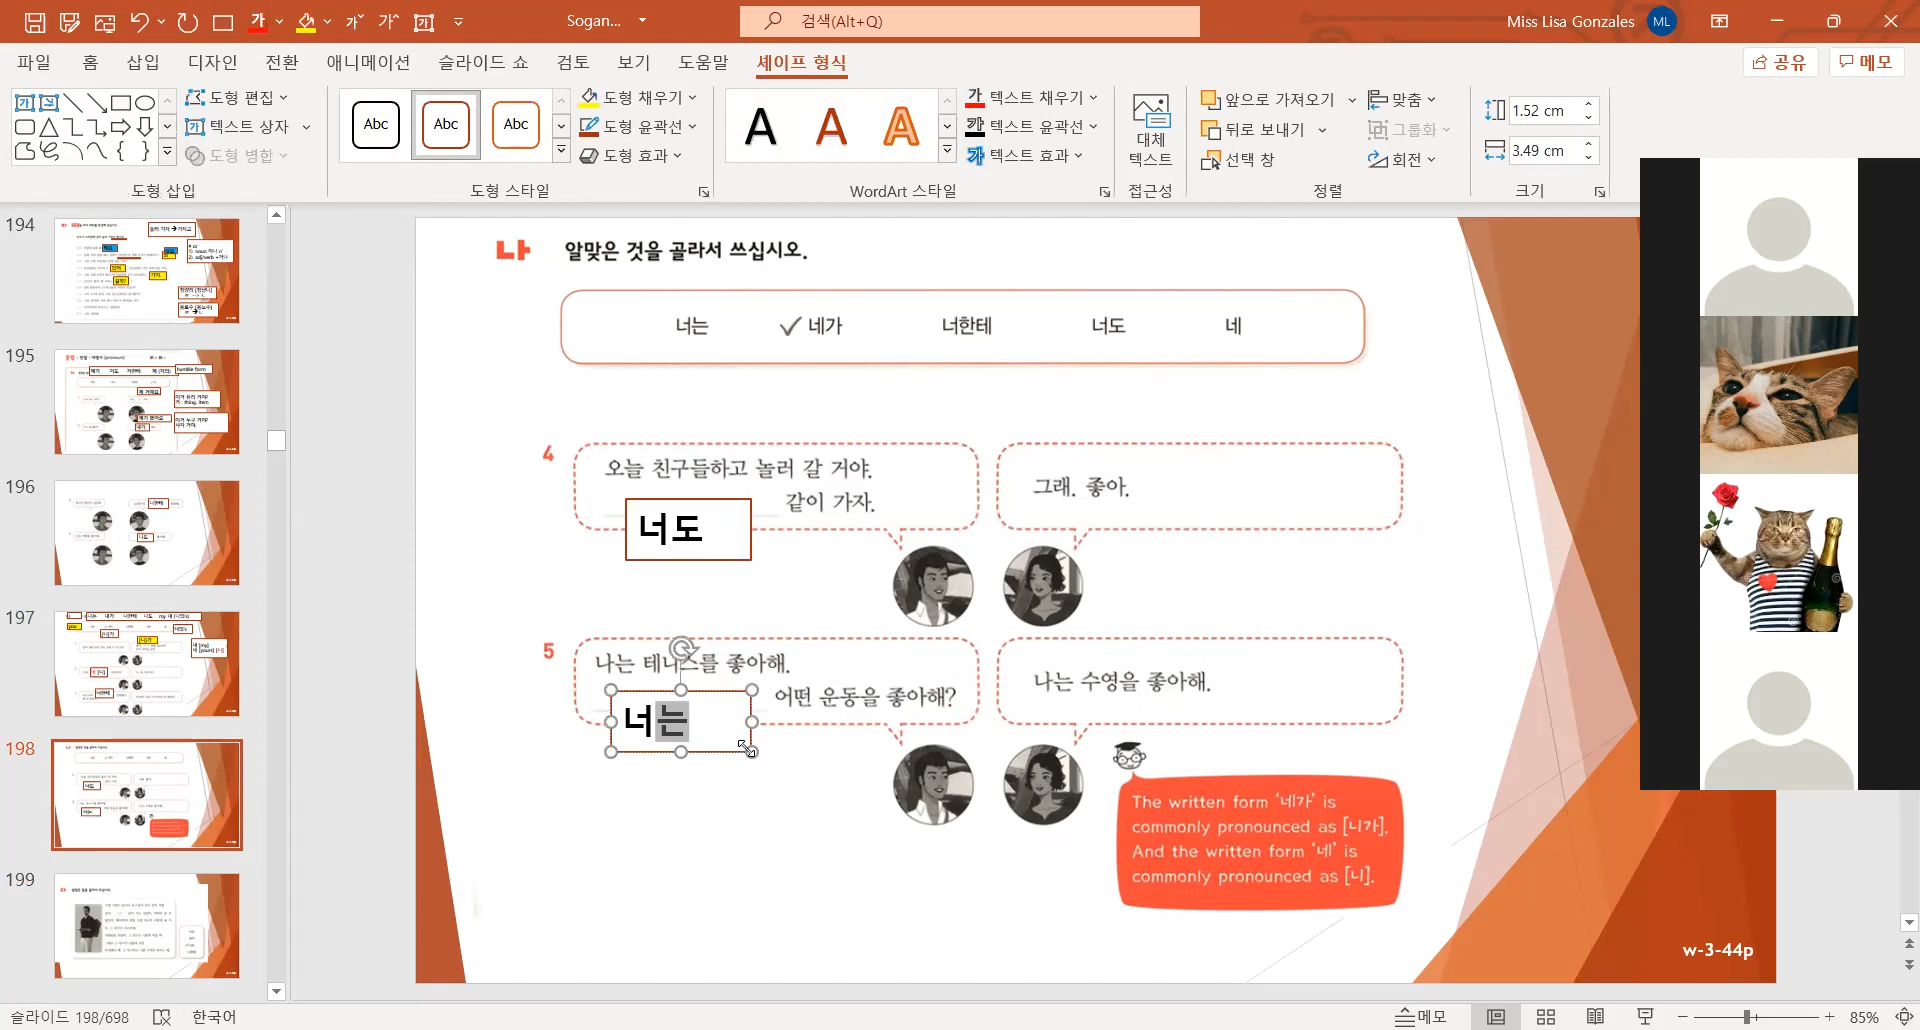 Sogan...
검색(Alt+Q)
Miss Lisa Gonzales
ML
파일 홈 삽입 디자인 전환 애니메이션 슬라이드 쇼 검토 보기 도움말 셰이프 형식
공유
메모
도형 편집
텍스트 상자
도형 병합
도형 삽입
Abc Abc Abc
도형 채우기
도형 윤곽선
도형 효과
도형 스타일
A A A
텍스트 채우기
텍스트 윤곽선
텍스트 효과
WordArt 스타일
대체
텍스트
접근성
앞으로 가져오기
뒤로 보내기
선택 창
맞춤
그룹화
회전
정렬
1.52 cm
3.49 cm
크기
194
195
196
197
198
199
나 알맞은 것을 골라서 쓰십시오.
너는 ✓네가 너한테 너도 네
4
오늘 친구들하고 놀러 갈 거야.
너도 같이 가자.
그래. 좋아.
5
나는 테니스를 좋아해.
너는 어떤 운동을 좋아해?
나는 수영을 좋아해.
The written form ‘네가’ is
commonly pronounced as [니가].
And the written form ‘네’ is
commonly pronounced as [니].
w-3-44p
슬라이드 198/698
한국어
메모
85%